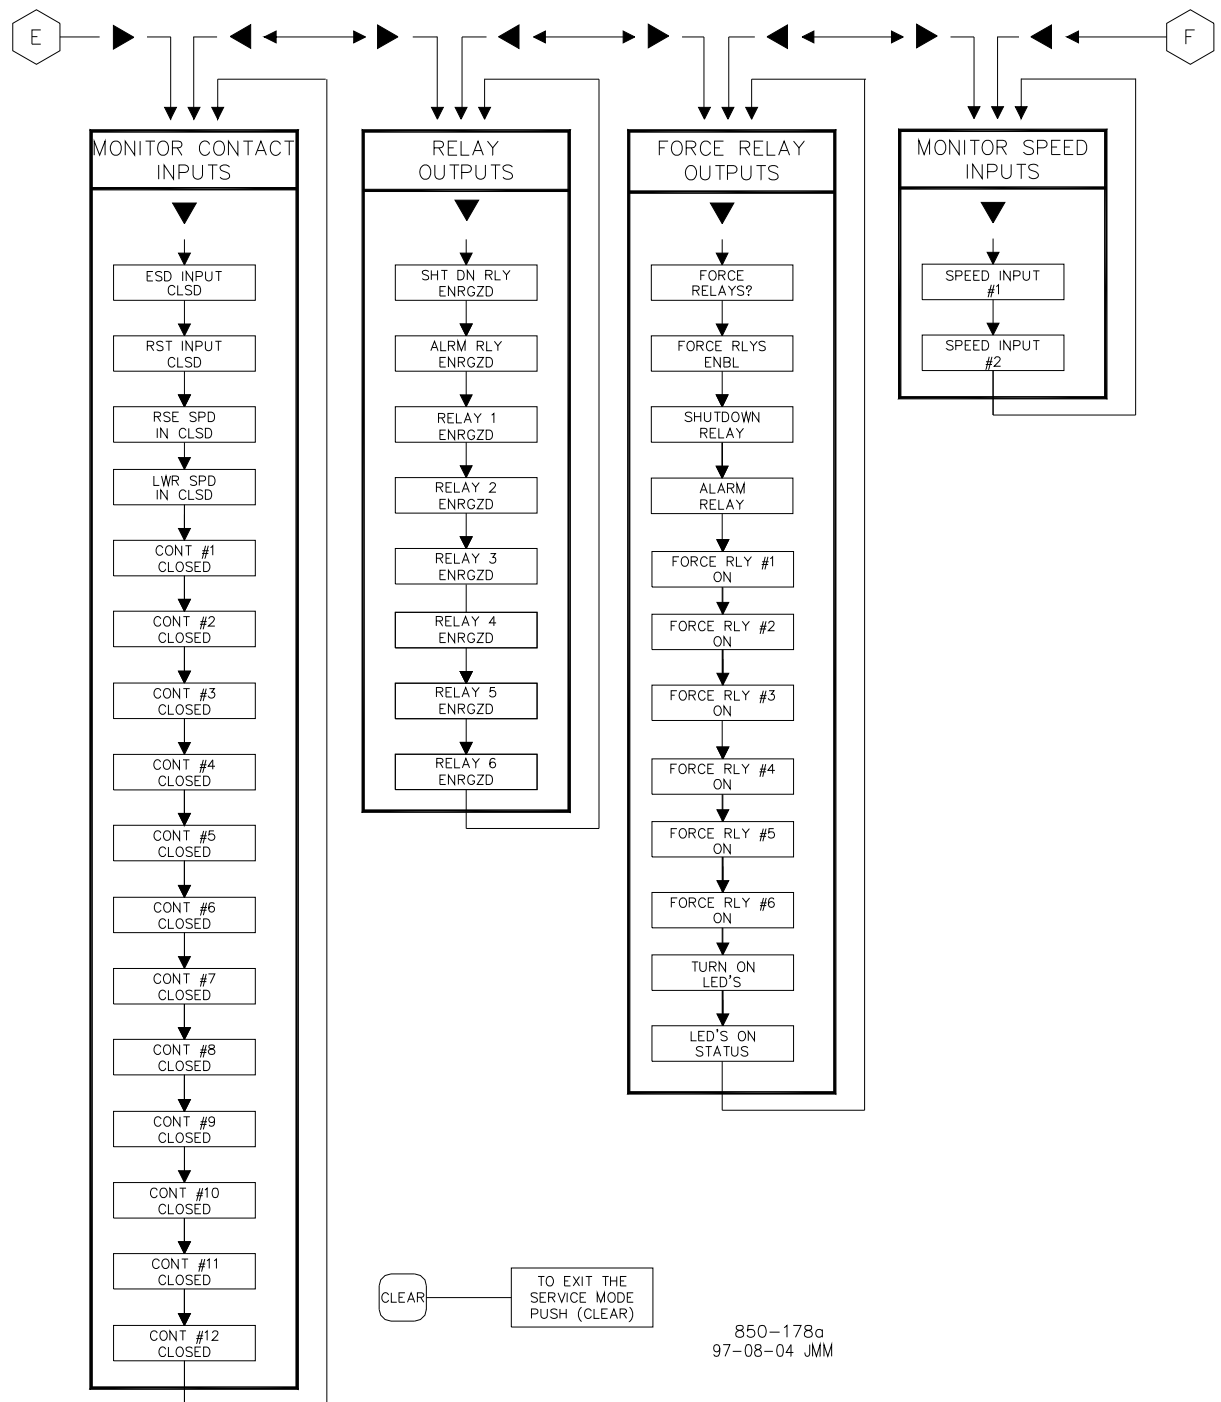 E
F
MONITOR CONTACT
INPUTS
ESD INPUT
CLSD
RST INPUT
CLSD
RSE SPD
IN CLSD
LWR SPD
IN CLSD
CONT #1
CLOSED
CONT #2
CLOSED
CONT #3
CLOSED
CONT #4
CLOSED
CONT #5
CLOSED
CONT #6
CLOSED
CONT #7
CLOSED
CONT #8
CLOSED
CONT #9
CLOSED
CONT #10
CLOSED
CONT #11
CLOSED
CONT #12
CLOSED
RELAY
OUTPUTS
SHT DN RLY
ENRGZD
ALRM RLY
ENRGZD
RELAY 1
ENRGZD
RELAY 2
ENRGZD
RELAY 3
ENRGZD
RELAY 4
ENRGZD
RELAY 5
ENRGZD
RELAY 6
ENRGZD
FORCE RELAY
OUTPUTS
FORCE
RELAYS?
FORCE RLYS
ENBL
SHUTDOWN
RELAY
ALARM
RELAY
FORCE RLY #1
ON
FORCE RLY #2
ON
FORCE RLY #3
ON
FORCE RLY #4
ON
FORCE RLY #5
ON
FORCE RLY #6
ON
TURN ON
LED'S
LED'S ON
STATUS
MONITOR SPEED
INPUTS
SPEED INPUT
#1
SPEED INPUT
#2
CLEAR
TO EXIT THE
SERVICE MODE
PUSH (CLEAR)
850-178a
97-08-04 JMM